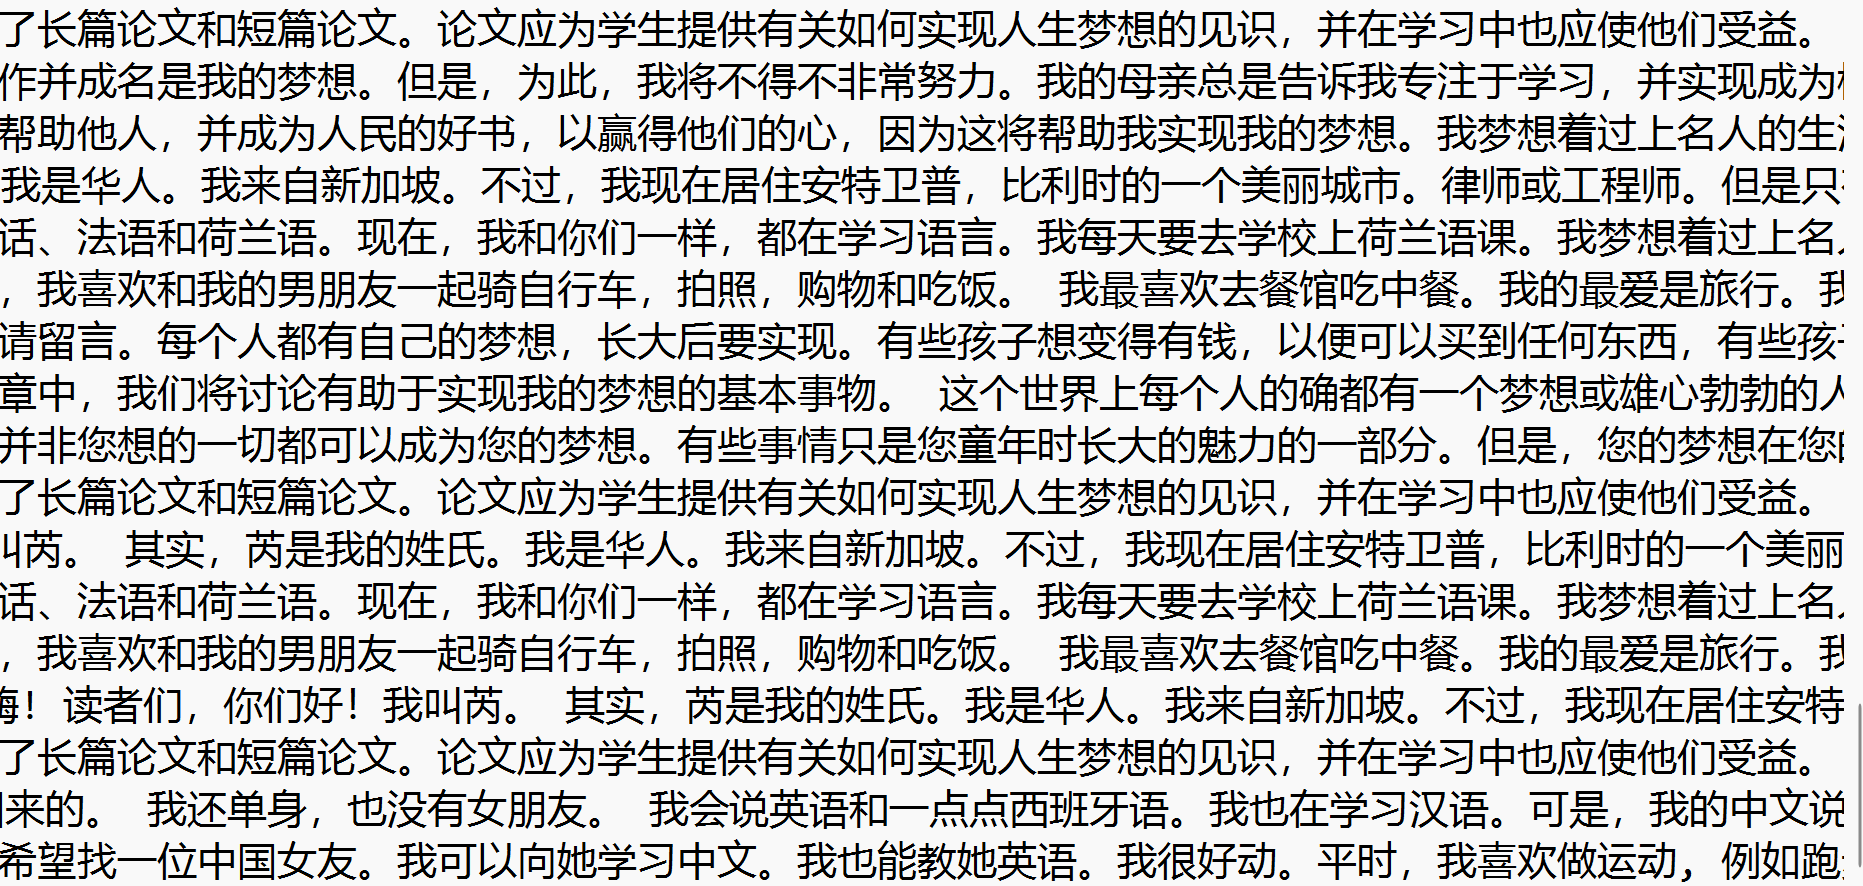 了长篇论文和短篇论文。论文应为学生提供有关如何实现人生梦想的见识，并在学习中也应使他们受益。
作并成名是我的梦想。但是，为此，我将不得不非常努力。我的母亲总是告诉我专注于学习，并实现成为
帮助他人，并成为人民的好书，以赢得他们的心，因为这将帮助我实现我的梦想。我梦想着过上名人的生
我是华人。我来自新加坡。不过，我现在居住安特卫普，比利时的一个美丽城市。律师或工程师。但是只
话、法语和荷兰语。现在，我和你们一样，都在学习语言。我每天要去学校上荷兰语课。我梦想着过上名
，我喜欢和我的男朋友一起骑自行车，拍照，购物和吃饭。 我最喜欢去餐馆吃中餐。我的最爱是旅行。我
请留言。每个人都有自己的梦想，长大后要实现。有些孩子想变得有钱，以便可以买到任何东西，有些孩
章中，我们将讨论有助于实现我的梦想的基本事物。 这个世界上每个人的确都有一个梦想或雄心勃勃的人
并非您想的一切都可以成为您的梦想。有些事情只是您童年时长大的魅力的一部分。但是，您的梦想在您
了长篇论文和短篇论文。论文应为学生提供有关如何实现人生梦想的见识，并在学习中也应使他们受益。
叫芮。 其实，芮是我的姓氏。我是华人。我来自新加坡。不过，我现在居住安特卫普，比利时的一个美丽
话、法语和荷兰语。现在，我和你们一样，都在学习语言。我每天要去学校上荷兰语课。我梦想着过上名
，我喜欢和我的男朋友一起骑自行车，拍照，购物和吃饭。 我最喜欢去餐馆吃中餐。我的最爱是旅行。我
！读者们，你们好！我叫芮。 其实，芮是我的姓氏。我是华人。我来自新加坡。不过，我现在居住安特
了长篇论文和短篇论文。论文应为学生提供有关如何实现人生梦想的见识，并在学习中也应使他们受益。
来的。 我还单身，也没有女朋友。 我会说英语和一点点西班牙语。我也在学习汉语。可是，我的中文说
希望找一位中国女友。我可以向她学习中文。我也能教她英语。我很好动。平时，我喜欢做运动，例如跑